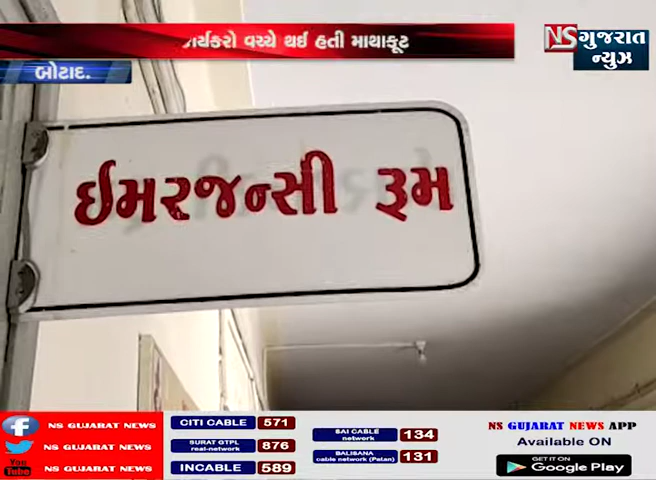 કાર્યકરો વચ્ચે થઈ હતી માથાકૂટ
NS ગુજરાત
ન્યુઝ
બોટાદ.
ઈમરજન્સી રૂમ
NS GUJARAT NEWS
NS GUJARAT NEWS
You Tube NS GUJARAT NEWS
CITI CABLE 571
SURAT GTPL real-network 876
INCABLE 589
SAI CABLE network 134
BALISANA cable network (Patan) 131
NS GUJARAT NEWS APP
Available ON
GET IT ON
Google Play